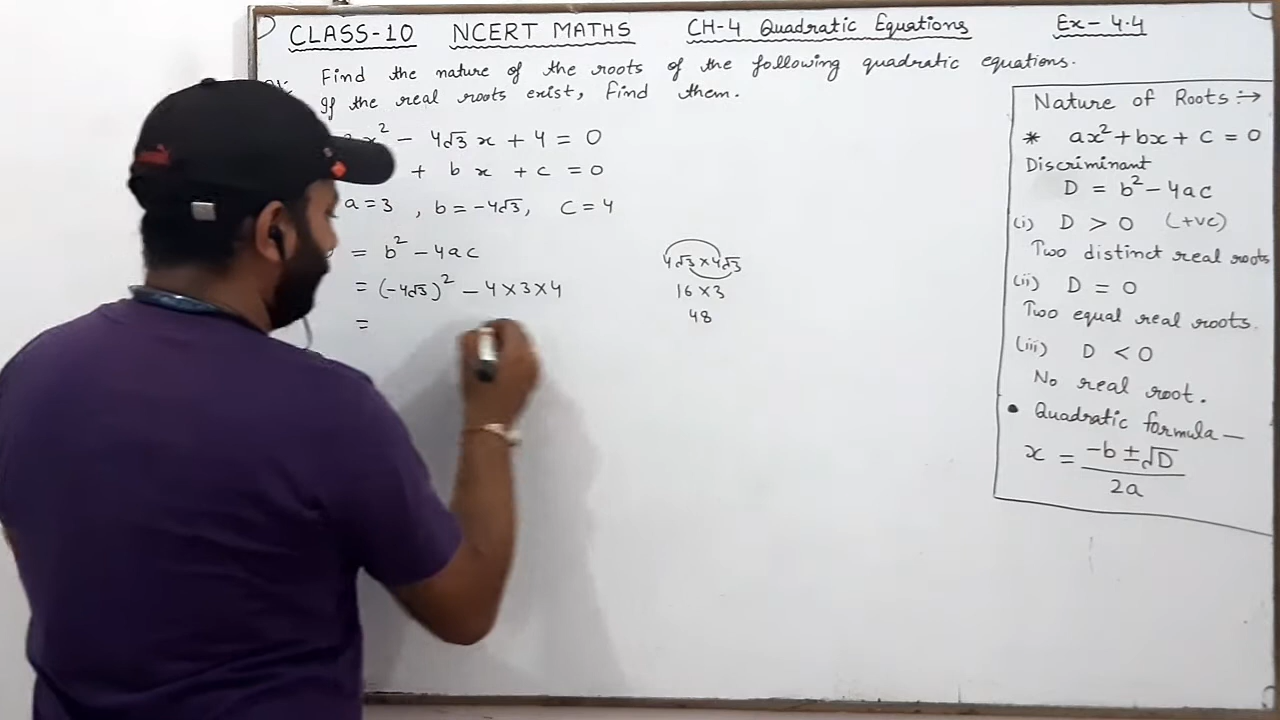 CLASS-10 NCERT MATHS CH-4 Quadratic Equations Ex-4.4
Find the nature of the roots of the following quadratic equations.
If the real roots exist, find them.
x² - 4√3 x + 4 = 0
+ bx + c = 0
a = 3, b = -4√3, c = 4
= b² - 4ac
= (-4√3)² - 4×3×4
=
4√3 × 4√3
16 × 3
48
Nature of Roots :→
* ax² + bx + c = 0
Discriminant
D = b² - 4ac
(i) D > 0 (+ve)
Two distinct real roots
(ii) D = 0
Two equal real roots.
(iii) D < 0
No real root.
• Quadratic formula —
x = -b ± √D
2a